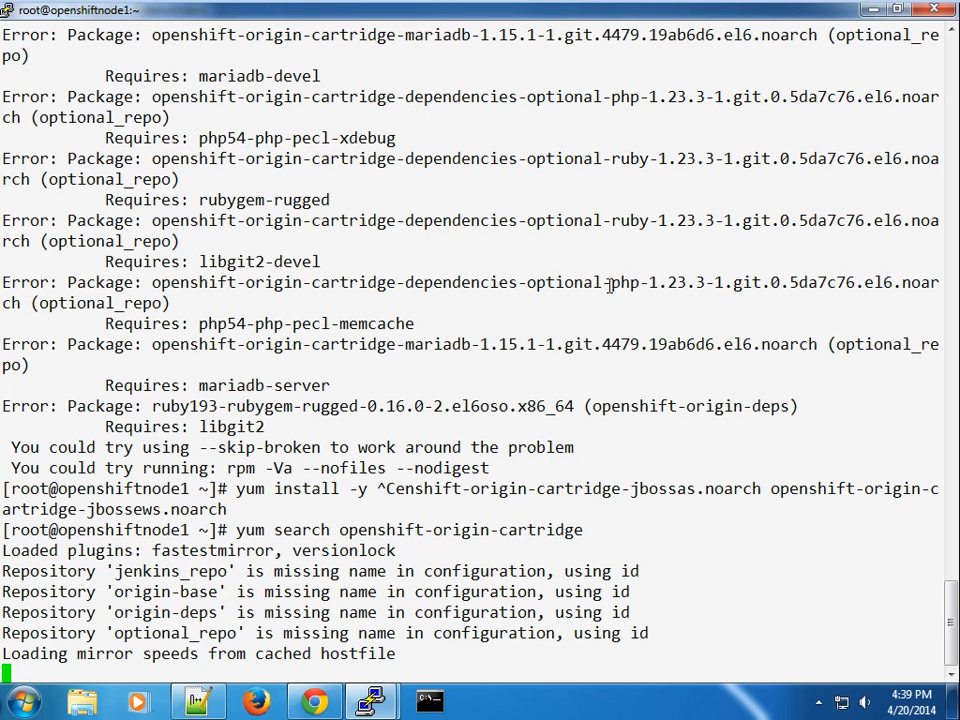 root@openshiftnode1:~
Error: Package: openshift-origin-cartridge-mariadb-1.15.1-1.git.4479.19ab6d6.el6.noarch (optional_re
po)
Requires: mariadb-devel
Error: Package: openshift-origin-cartridge-dependencies-optional-php-1.23.3-1.git.0.5da7c76.el6.noar
ch (optional_repo)
Requires: php54-php-pecl-xdebug
Error: Package: openshift-origin-cartridge-dependencies-optional-ruby-1.23.3-1.git.0.5da7c76.el6.noa
rch (optional_repo)
Requires: rubygem-rugged
Error: Package: openshift-origin-cartridge-dependencies-optional-ruby-1.23.3-1.git.0.5da7c76.el6.noa
rch (optional_repo)
Requires: libgit2-devel
Error: Package: openshift-origin-cartridge-dependencies-optional-php-1.23.3-1.git.0.5da7c76.el6.noar
ch (optional_repo)
Requires: php54-php-pecl-memcache
Error: Package: openshift-origin-cartridge-mariadb-1.15.1-1.git.4479.19ab6d6.el6.noarch (optional_re
po)
Requires: mariadb-server
Error: Package: ruby193-rubygem-rugged-0.16.0-2.el6oso.x86_64 (openshift-origin-deps)
Requires: libgit2
You could try using --skip-broken to work around the problem
You could try running: rpm -Va --nofiles --nodigest
[root@openshiftnode1 ~]# yum install -y ^Censhift-origin-cartridge-jbossas.noarch openshift-origin-c
artridge-jbossews.noarch
[root@openshiftnode1 ~]# yum search openshift-origin-cartridge
Loaded plugins: fastestmirror, versionlock
Repository 'jenkins_repo' is missing name in configuration, using id
Repository 'origin-base' is missing name in configuration, using id
Repository 'origin-deps' is missing name in configuration, using id
Repository 'optional_repo' is missing name in configuration, using id
Loading mirror speeds from cached hostfile
4:39 PM
4/20/2014